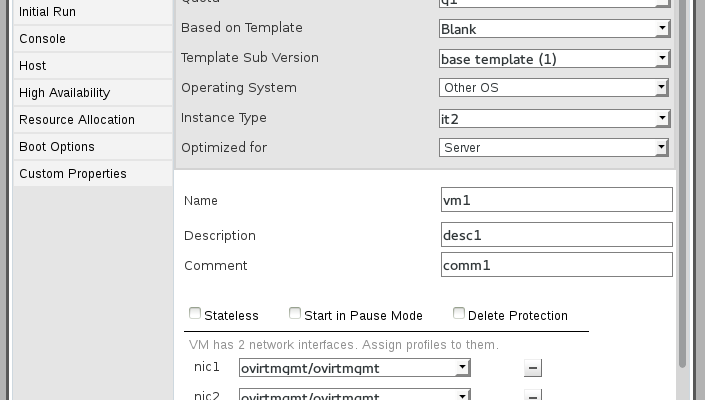 Initial Run
Console
Host
High Availability
Resource Allocation
Boot Options
Custom Properties
Based on Template Blank
Template Sub Version base template (1)
Operating System Other OS
Instance Type it2
Optimized for Server
Name vm1
Description desc1
Comment comm1
Stateless Start in Pause Mode Delete Protection
VM has 2 network interfaces. Assign profiles to them.
nic1 ovirtmgmt/ovirtmgmt
nic2 ovirtmgmt/ovirtmgmt